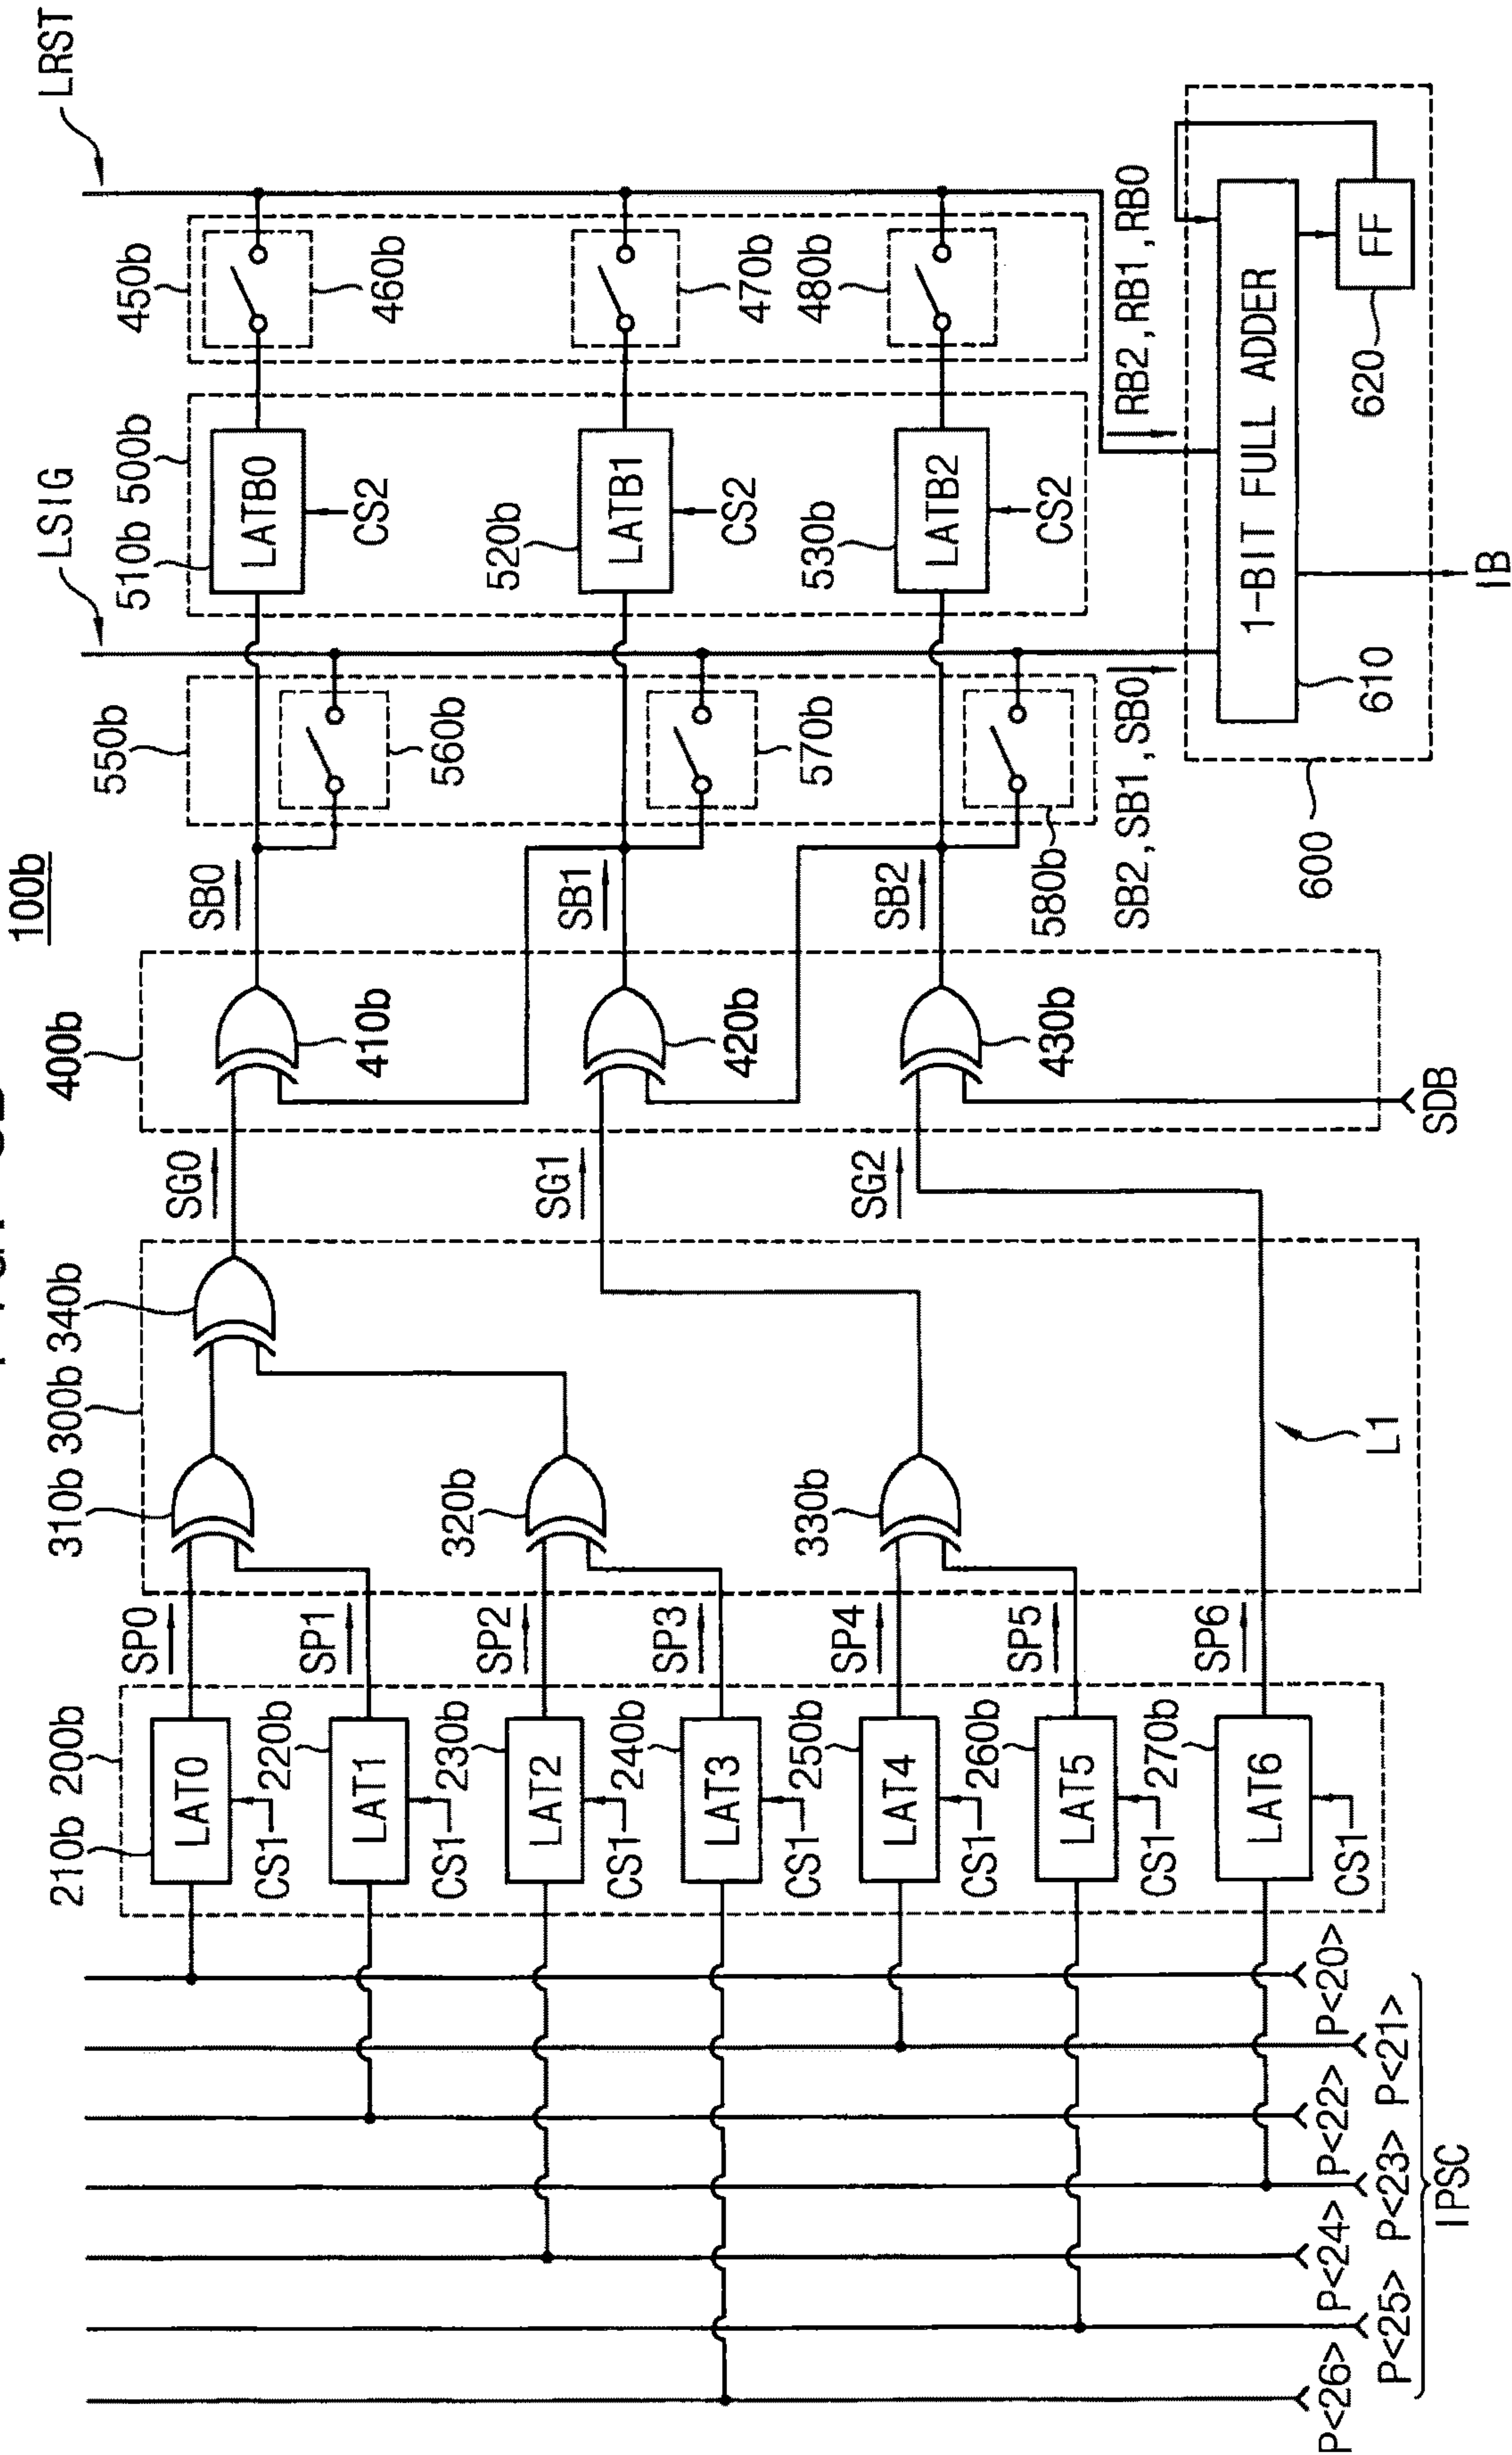 100b
LRST
LSIG
450b
460b
470b
480b
510b 500b
LATB0
CS2
520b
LATB1
CS2
530b
LATB2
CS2
550b
560b
570b
580b
SB0
SB1
SB2
SB2,SB1,SB0
RB2,RB1,RB0
1-BIT FULL ADDER
FF
610
620
600
IB
400b
410b
420b
430b
SDB
SG0
SG1
SG2
310b 300b 340b
320b
330b
L1
SP0
SP1
SP2
SP3
SP4
SP5
SP6
210b 200b
LAT0
CS1
220b
LAT1
CS1
230b
LAT2
CS1
240b
LAT3
CS1
250b
LAT4
CS1
260b
LAT5
CS1
270b
LAT6
CS1
P<20>
P<21>
P<22>
P<23>
P<24>
P<25>
P<26>
IPSC